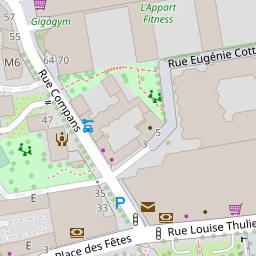 57
Gigagym
55
L'Appart
Fitness
64/70
M6
Rue Eugénie Cott
Rue Compans
47
3
5
3
35
33
E
E
P
Place des Fêtes
Rue Louise Thulie
H